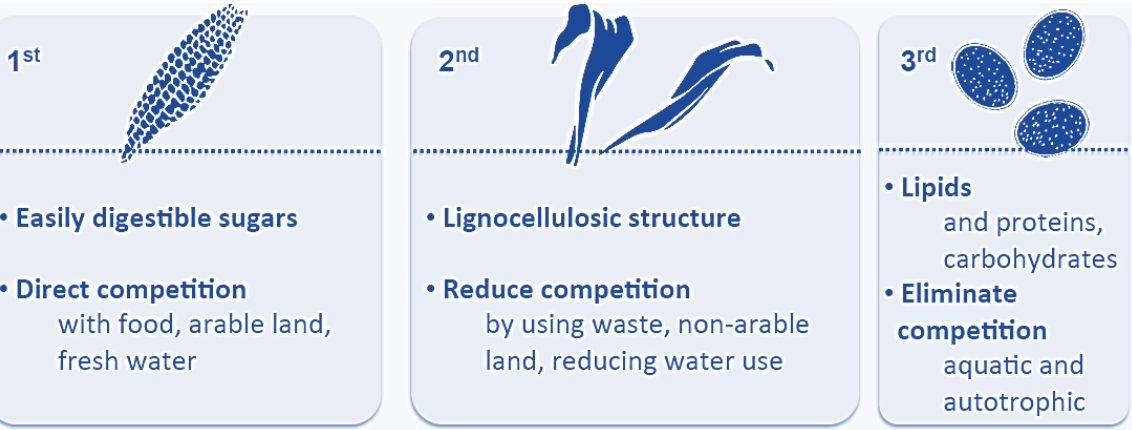 1st
• Easily digestible sugars
• Direct competition
with food, arable land,
fresh water
2nd
• Lignocellulosic structure
• Reduce competition
by using waste, non-arable
land, reducing water use
3rd
• Lipids
and proteins,
carbohydrates
• Eliminate
competition
aquatic and
autotrophic